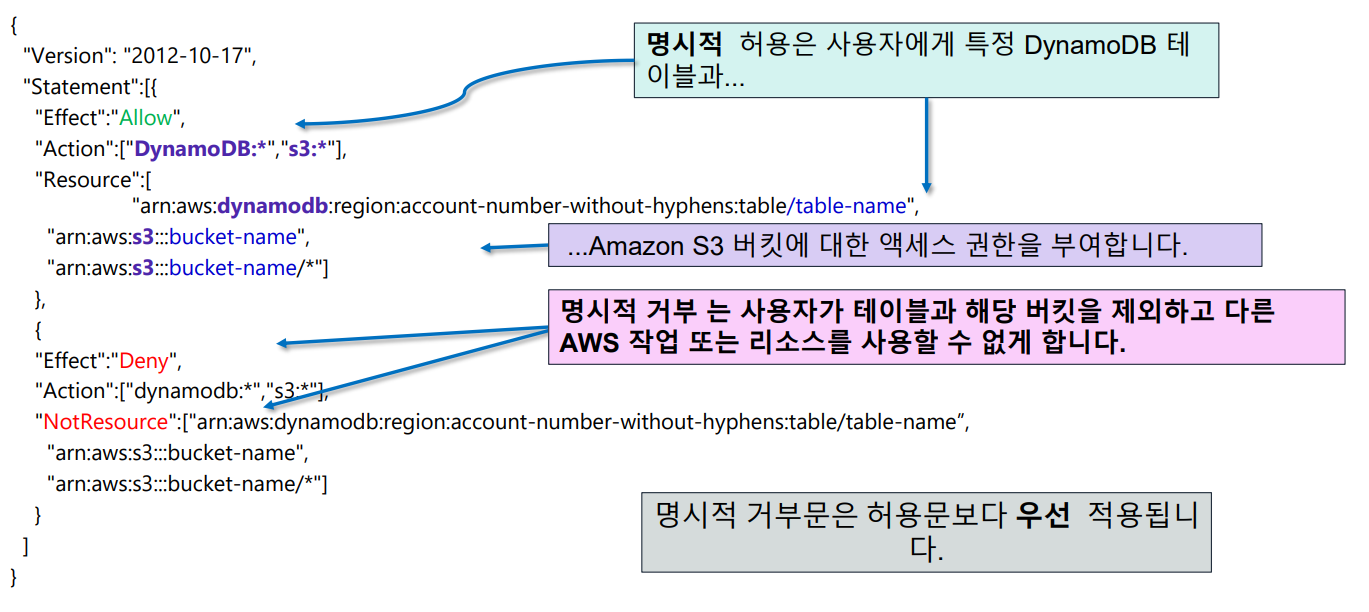 {
"Version": "2012-10-17",
"Statement":[{
"Effect":"Allow",
"Action":["DynamoDB:*","s3:*"],
"Resource":[
"arn:aws:dynamodb:region:account-number-without-hyphens:table/table-name",
"arn:aws:s3:::bucket-name",
"arn:aws:s3:::bucket-name/*"]
},
{
"Effect":"Deny",
"Action":["dynamodb:*","s3:*"],
"NotResource":["arn:aws:dynamodb:region:account-number-without-hyphens:table/table-name”,
"arn:aws:s3:::bucket-name",
"arn:aws:s3:::bucket-name/*"]
}
]
}
명시적 허용은 사용자에게 특정 DynamoDB 테
이블과...
...Amazon S3 버킷에 대한 액세스 권한을 부여합니다.
명시적 거부 는 사용자가 테이블과 해당 버킷을 제외하고 다른
AWS 작업 또는 리소스를 사용할 수 없게 합니다.
명시적 거부문은 허용문보다 우선 적용됩니
다.